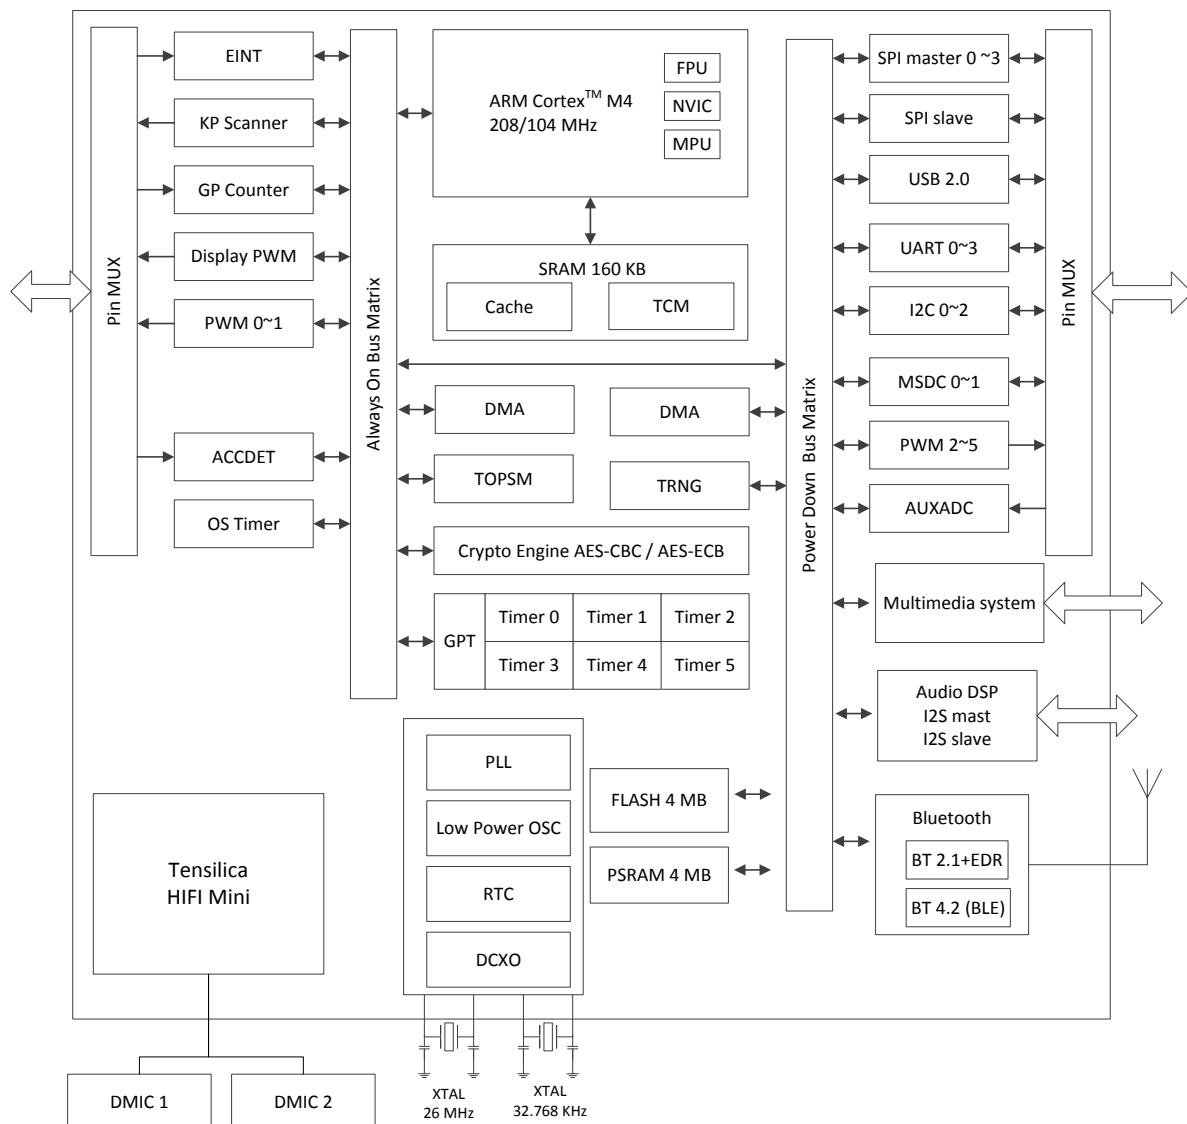 Pin MUX
EINT
KP Scanner
GP Counter
Display PWM
PWM 0~1
ACCDET
OS Timer
Always On Bus Matrix
ARM Cortex™ M4
208/104 MHz
FPU
NVIC
MPU
SRAM 160 KB
Cache
TCM
DMA
DMA
TOPSM
TRNG
Crypto Engine AES-CBC / AES-ECB
GPT
Timer 0
Timer 1
Timer 2
Timer 3
Timer 4
Timer 5
Power Down Bus Matrix
SPI master 0 ~3
SPI slave
USB 2.0
UART 0~3
I2C 0~2
MSDC 0~1
PWM 2~5
AUXADC
Pin MUX
Multimedia system
Audio DSP
I2S mast
I2S slave
Bluetooth
BT 2.1+EDR
BT 4.2 (BLE)
PLL
Low Power OSC
RTC
DCXO
FLASH 4 MB
PSRAM 4 MB
Tensilica
HIFI Mini
DMIC 1
DMIC 2
XTAL
26 MHz
XTAL
32.768 KHz